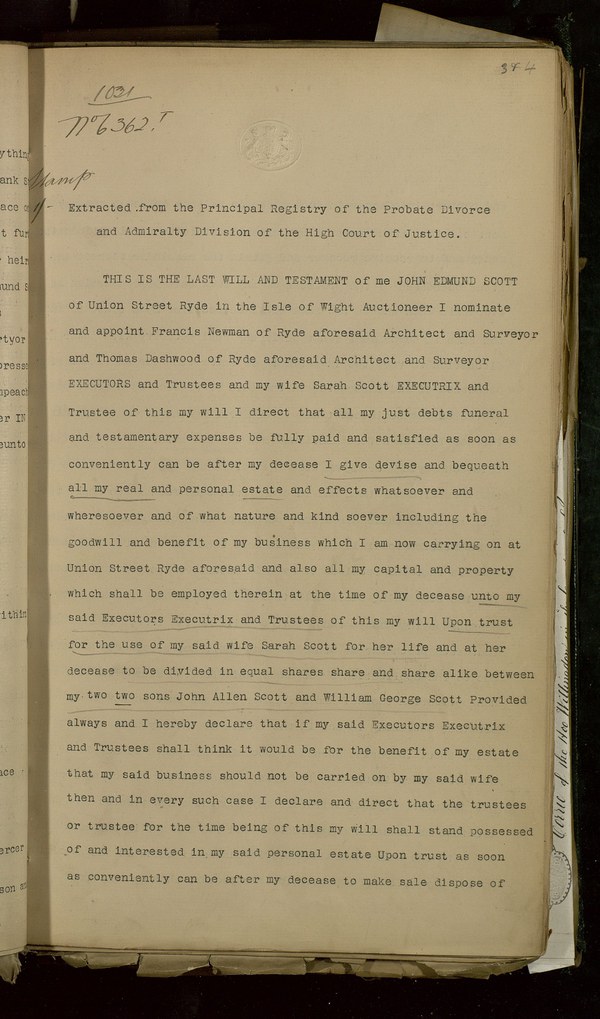 384
1031
No 6362.T
Stamp
1/-
Extracted from the Principal Registry of the Probate Divorce
and Admiralty Division of the High Court of Justice.
THIS IS THE LAST WILL AND TESTAMENT of me JOHN EDMUND SCOTT
of Union Street Ryde in the Isle of Wight Auctioneer I nominate
and appoint Francis Newman of Ryde aforesaid Architect and Surveyor
and Thomas Dashwood of Ryde aforesaid Architect and Surveyor
EXECUTORS and Trustees and my wife Sarah Scott EXECUTRIX and
Trustee of this my will I direct that all my just debts funeral
and testamentary expenses be fully paid and satisfied as soon as
conveniently can be after my decease I give devise and bequeath
all my real and personal estate and effects whatsoever and
wheresoever and of what nature and kind soever including the
goodwill and benefit of my business which I am now carrying on at
Union Street Ryde aforesaid and also all my capital and property
which shall be employed therein at the time of my decease unto my
said Executors Executrix and Trustees of this my will Upon trust
for the use of my said wife Sarah Scott for her life and at her
decease to be divided in equal shares share and share alike between
my two two sons John Allen Scott and William George Scott Provided
always and I hereby declare that if my said Executors Executrix
and Trustees shall think it would be for the benefit of my estate
that my said business should not be carried on by my said wife
then and in every such case I declare and direct that the trustees
or trustee for the time being of this my will shall stand possessed
of and interested in my said personal estate Upon trust as soon
as conveniently can be after my decease to make sale dispose of